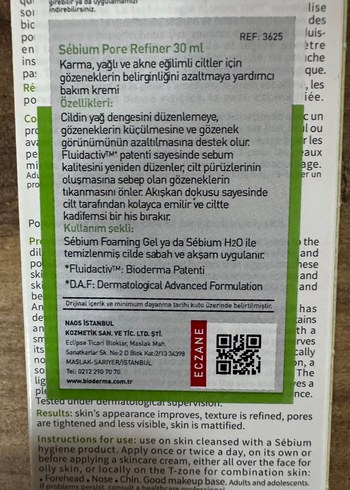 indirebilirsiniz.
Sébium Pore Refiner 30 ml
REF: 3625
Karma, yağlı ve akne eğilimli ciltler için
gözeneklerin belirginliğini azaltmaya yardımcı
bakım kremi
Özellikleri:
Cildin yağ dengesini düzenlemeye,
gözeneklerin küçülmesine ve gözenek
görünümünün azaltılmasına destek olur.
Fluidactiv™* patenti sayesinde sebum
kalitesini yeniden düzenler, cilt pürüzlerinin
oluşmasına sebep olan gözeneklerin
tıkanmasını önler. Akışkan dokusu sayesinde
cilt tarafından kolayca emilir ve ciltte
kadifemsi bir his bırakır.
Kullanım şekli:
Sébium Foaming Gel ya da Sébium H2O ile
temizlenmiş cilde sabah ve akşam uygulanır.
*Fluidactiv™: Bioderma Patenti
*D.A.F: Dermatological Advanced Formulation
Orijinal içerik ve minimum dayanma tarihi kutu üzerinde belirtilmiştir.
NAOS İSTANBUL
KOZMETİK SAN. VE TİC. LTD. ŞTİ.
Eclipse Ticari Bloklar, Maslak Mah.
Sanatkarlar Sk. No:2 D Blok Kat:2/13 34398
MASLAK-SARIYER/İSTANBUL
Tel: 0212 290 70 70
www.bioderma.com.tr
ECZANE
Tested under dermatological supervision.
Results: skin's appearance improves, texture is refined, pores
are tightened and less visible, skin is mattified.
Instructions for use: use on skin cleansed with a Sébium
hygiene product. Apply once or twice a day, on its own, or
before applying a skincare cream, either all over the face for
oily skin, or locally on the T-zone for combination skin:
• Forehead • Nose • Chin. Good makeup base. Adults and adolescents.
If problems persist, consult a healthcare professional.